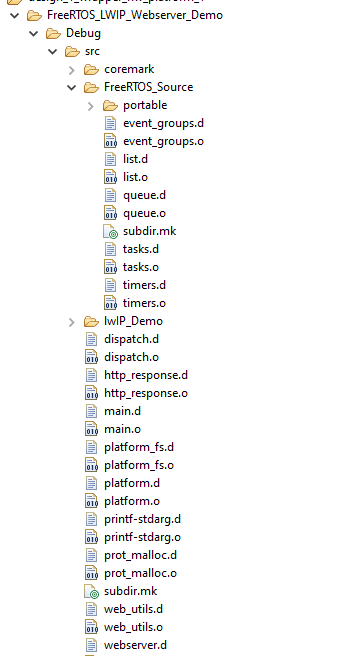 FreeRTOS_LWIP_Webserver_Demo
Debug
src
coremark
FreeRTOS_Source
portable
event_groups.d
event_groups.o
list.d
list.o
queue.d
queue.o
subdir.mk
tasks.d
tasks.o
timers.d
timers.o
lwIP_Demo
dispatch.d
dispatch.o
http_response.d
http_response.o
main.d
main.o
platform_fs.d
platform_fs.o
platform.d
platform.o
printf-stdarg.d
printf-stdarg.o
prot_malloc.d
prot_malloc.o
subdir.mk
web_utils.d
web_utils.o
webserver.d